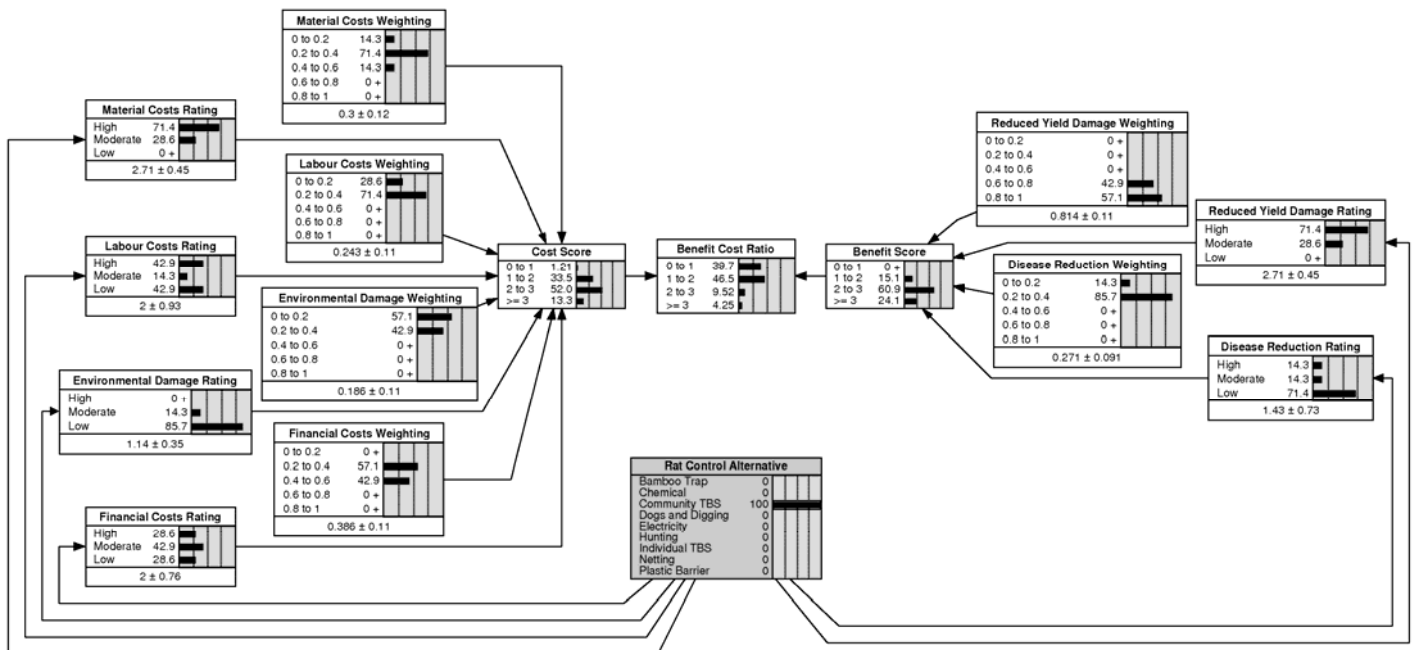 Material Costs Weighting
0 to 0.2 14.3
0.2 to 0.4 71.4
0.4 to 0.6 14.3
0.6 to 0.8 0 +
0.8 to 1 0 +
0.3 ± 0.12
Material Costs Rating
High 71.4
Moderate 28.6
Low 0 +
2.71 ± 0.45
Labour Costs Weighting
0 to 0.2 28.6
0.2 to 0.4 71.4
0.4 to 0.6 0 +
0.6 to 0.8 0 +
0.8 to 1 0 +
0.243 ± 0.11
Labour Costs Rating
High 42.9
Moderate 14.3
Low 42.9
2 ± 0.93
Environmental Damage Weighting
0 to 0.2 57.1
0.2 to 0.4 42.9
0.4 to 0.6 0 +
0.6 to 0.8 0 +
0.8 to 1 0 +
0.186 ± 0.11
Environmental Damage Rating
High 0 +
Moderate 14.3
Low 85.7
1.14 ± 0.35
Financial Costs Weighting
0 to 0.2 0 +
0.2 to 0.4 57.1
0.4 to 0.6 42.9
0.6 to 0.8 0 +
0.8 to 1 0 +
0.386 ± 0.11
Financial Costs Rating
High 28.6
Moderate 42.9
Low 28.6
2 ± 0.76
Cost Score
0 to 1 1.21
1 to 2 33.5
2 to 3 52.0
>= 3 13.3
Benefit Cost Ratio
0 to 1 39.7
1 to 2 46.5
2 to 3 9.52
>= 3 4.25
Benefit Score
0 to 1 0 +
1 to 2 15.1
2 to 3 60.9
>= 3 24.1
Reduced Yield Damage Weighting
0 to 0.2 0 +
0.2 to 0.4 0 +
0.4 to 0.6 0 +
0.6 to 0.8 42.9
0.8 to 1 57.1
0.814 ± 0.11
Reduced Yield Damage Rating
High 71.4
Moderate 28.6
Low 0 +
2.71 ± 0.45
Disease Reduction Weighting
0 to 0.2 14.3
0.2 to 0.4 85.7
0.4 to 0.6 0 +
0.6 to 0.8 0 +
0.8 to 1 0 +
0.271 ± 0.091
Disease Reduction Rating
High 14.3
Moderate 14.3
Low 71.4
1.43 ± 0.73
Rat Control Alternative
Bamboo Trap 0
Chemical 0
Community TBS 100
Dogs and Digging 0
Electricity 0
Hunting 0
Individual TBS 0
Netting 0
Plastic Barrier 0